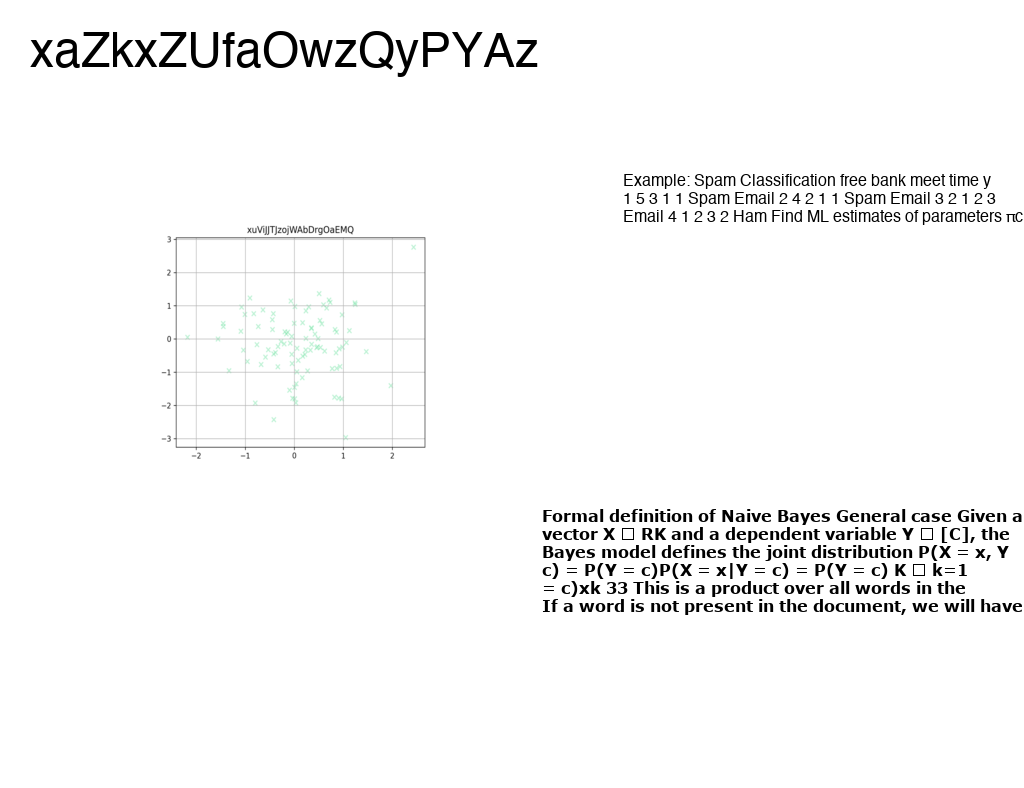 xaZkxZUfaOwzQyPYAz
Example: Spam Classification free bank meet time y
1 5 3 1 1 Spam Email 2 4 2 1 1 Spam Email 3 2 1 2 3
Email 4 1 2 3 2 Ham Find ML estimates of parameters πc
3
2
1
0
−1
−2
−3
−2 −1 0 1 2
Formal definition of Naive Bayes General case Given a
vector X □ RK and a dependent variable Y □ [C], the
Bayes model defines the joint distribution P(X = x, Y
c) = P(Y = c)P(X = x|Y = c) = P(Y = c) K □ k=1
= c)xk 33 This is a product over all words in the
If a word is not present in the document, we will have